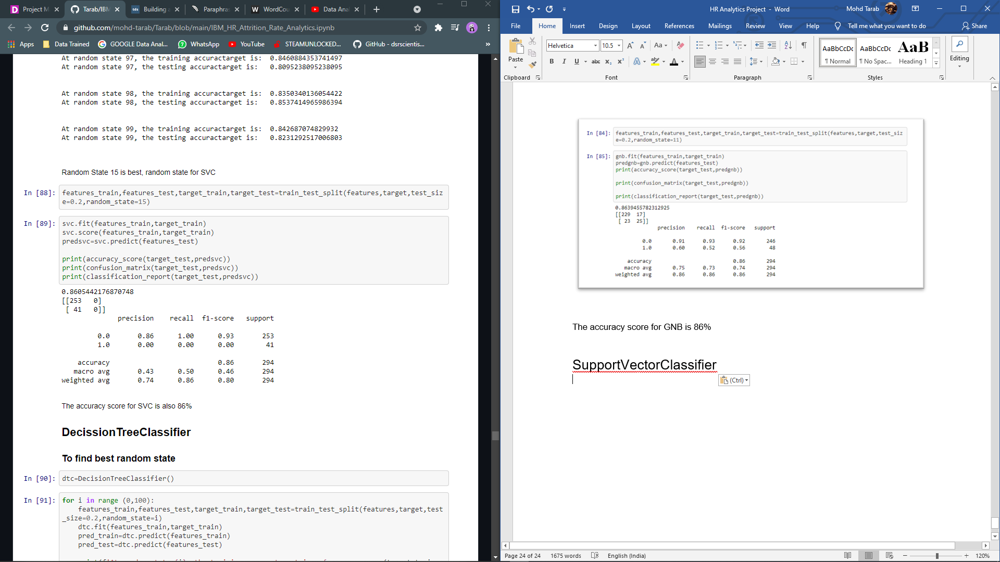 Project M
Tarab/IBM
tds Building a
Paraphras
W WordCou
Data Anal
github.com/mohd-tarab/Tarab/blob/main/IBM_HR_Attrition_Rate_Analytics.ipynb
Apps
Data Trained
GOOGLE Data Anal...
WhatsApp
YouTube
STEAMUNLOCKED...
GitHub - dsrscientis...
»
At random state 97, the training accuractarget is:  0.8460884353741497
At random state 97, the testing accuractarget is:   0.8095238095238095
At random state 98, the training accuractarget is:  0.8350340136054422
At random state 98, the testing accuractarget is:   0.8537414965986394
At random state 99, the training accuractarget is:  0.842687074829932
At random state 99, the testing accuractarget is:   0.8231292517006803
Random State 15 is best, random state for SVC
In [88]: features_train,features_test,target_train,target_test=train_test_split(features,target,test_siz
e=0.2,random_state=15)
In [89]: svc.fit(features_train,target_train)
svc.score(features_train,target_train)
predsvc=svc.predict(features_test)
print(accuracy_score(target_test,predsvc))
print(confusion_matrix(target_test,predsvc))
print(classification_report(target_test,predsvc))
0.8605442176870748
[[253   0]
[ 41   0]]
precision    recall  f1-score   support
0.0       0.86      1.00      0.93       253
1.0       0.00      0.00      0.00        41
accuracy                           0.86       294
macro avg       0.43      0.50      0.46       294
weighted avg       0.74      0.86      0.80       294
The accuracy score for SVC is also 86%
DecissionTreeClassifier
To find best random state
In [90]: dtc=DecisionTreeClassifier()
In [91]: for i in range (0,100):
features_train,features_test,target_train,target_test=train_test_split(features,target,test
_size=0.2,random_state=i)
dtc.fit(features_train,target_train)
pred_train=dtc.predict(features_train)
pred_test=dtc.predict(features_test)
HR Analytics Project - Word
Mohd Tarab
File
Home
Insert
Design
Layout
References
Mailings
Review
View
Help
Tell me what you want to do
Share
Paste
Helvetica
10.5
B I U abc x₂ x²
AaBbCcDc
¶ Normal
AaBbCcDc
¶ No Spac...
AaB
Heading 1
Editing
Clipboard
Font
Paragraph
Styles
In [84]: features_train,features_test,target_train,target_test=train_test_split(features,target,test_siz
e=0.2,random_state=11)
In [85]: gnb.fit(features_train,target_train)
predgnb=gnb.predict(features_test)
print(accuracy_score(target_test,predgnb))
print(confusion_matrix(target_test,predgnb))
print(classification_report(target_test,predgnb))
0.8639455782312925
[[229  17]
[ 23  25]]
precision    recall  f1-score   support
0.0       0.91      0.93      0.92       246
1.0       0.60      0.52      0.56        48
accuracy                           0.86       294
macro avg       0.75      0.73      0.74       294
weighted avg       0.86      0.86      0.86       294
The accuracy score for GNB is 86%
SupportVectorClassifier
(Ctrl)
Page 24 of 24
1675 words
English (India)
120%